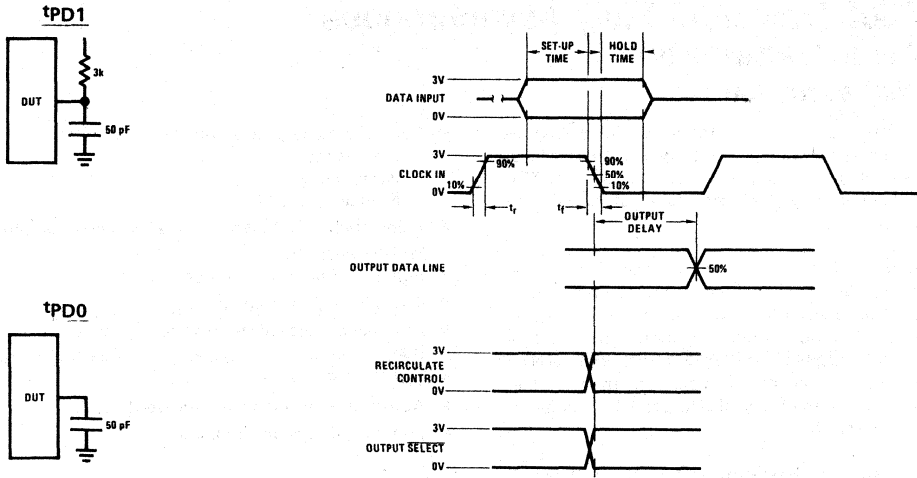 tPD1
DUT
3k
50 pF
tPD0
DUT
50 pF
SET-UP TIME
HOLD TIME
3V
DATA INPUT
0V
3V
90%
90%
CLOCK IN
50%
10%
10%
0V
tr
tf
OUTPUT DELAY
OUTPUT DATA LINE
50%
3V
RECIRCULATE CONTROL
0V
3V
OUTPUT SELECT
0V